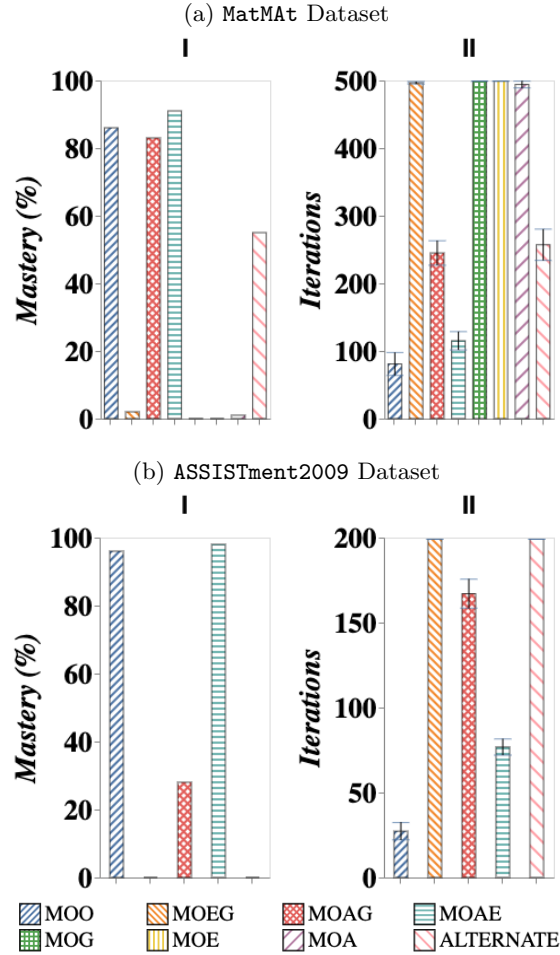 (a) MatMAt Dataset
I
II
Mastery (%)
100
80
60
40
20
0
Iterations
500
400
300
200
100
0
(b) ASSISTment2009 Dataset
I
II
Mastery (%)
100
80
60
40
20
0
Iterations
200
150
100
50
0
MOO MOEG MOAG MOAE
MOG MOE MOA ALTERNATE